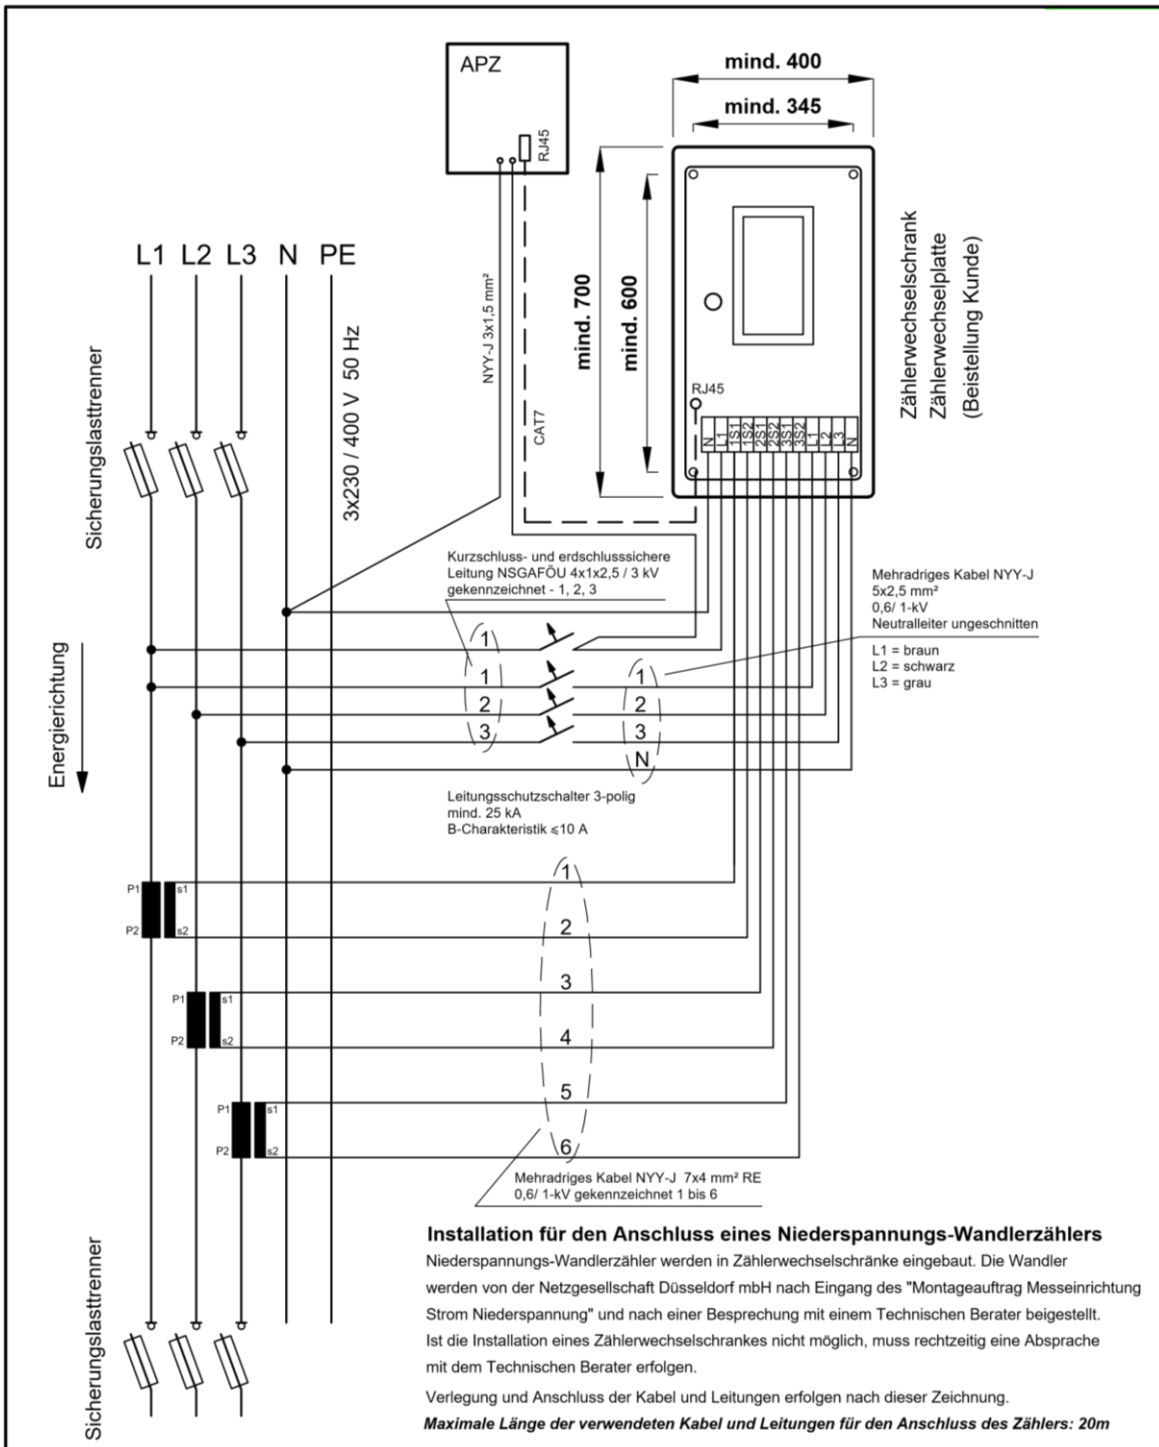 APZ
RJ45
mind. 400
mind. 345
L1 L2 L3 N PE
3x230 / 400 V 50 Hz
NYY-J 3x1,5 mm²
CAT7
mind. 700
mind. 600
RJ45
N L1 1S1 1S2 2S1 2S2 3S1 3S2 L1 L2 L3 N
Zählerwechselschrank
Zählerwechselplatte
(Beistellung Kunde)
Sicherungslasttrenner
Energierichtung
Kurzschluss- und erdschlusssichere
Leitung NSGAFÖU 4x1x2,5 / 3 kV
gekennzeichnet - 1, 2, 3
Mehradriges Kabel NYY-J
5x2,5 mm²
0,6/ 1-kV
Neutralleiter ungeschnitten
L1 = braun
L2 = schwarz
L3 = grau
1
1
2
3
1
2
3
N
Leitungsschutzschalter 3-polig
mind. 25 kA
B-Charakteristik ⩽10 A
P1 s1
P2 s2
P1 s1
P2 s2
P1 s1
P2 s2
1
2
3
4
5
6
Mehradriges Kabel NYY-J 7x4 mm² RE
0,6/ 1-kV gekennzeichnet 1 bis 6
Sicherungslasttrenner
Installation für den Anschluss eines Niederspannungs-Wandlerzählers
Niederspannungs-Wandlerzähler werden in Zählerwechselschränke eingebaut. Die Wandler
werden von der Netzgesellschaft Düsseldorf mbH nach Eingang des "Montageauftrag Messeinrichtung
Strom Niederspannung" und nach einer Besprechung mit einem Technischen Berater beigestellt.
Ist die Installation eines Zählerwechselschrankes nicht möglich, muss rechtzeitig eine Absprache
mit dem Technischen Berater erfolgen.
Verlegung und Anschluss der Kabel und Leitungen erfolgen nach dieser Zeichnung.
Maximale Länge der verwendeten Kabel und Leitungen für den Anschluss des Zählers: 20m